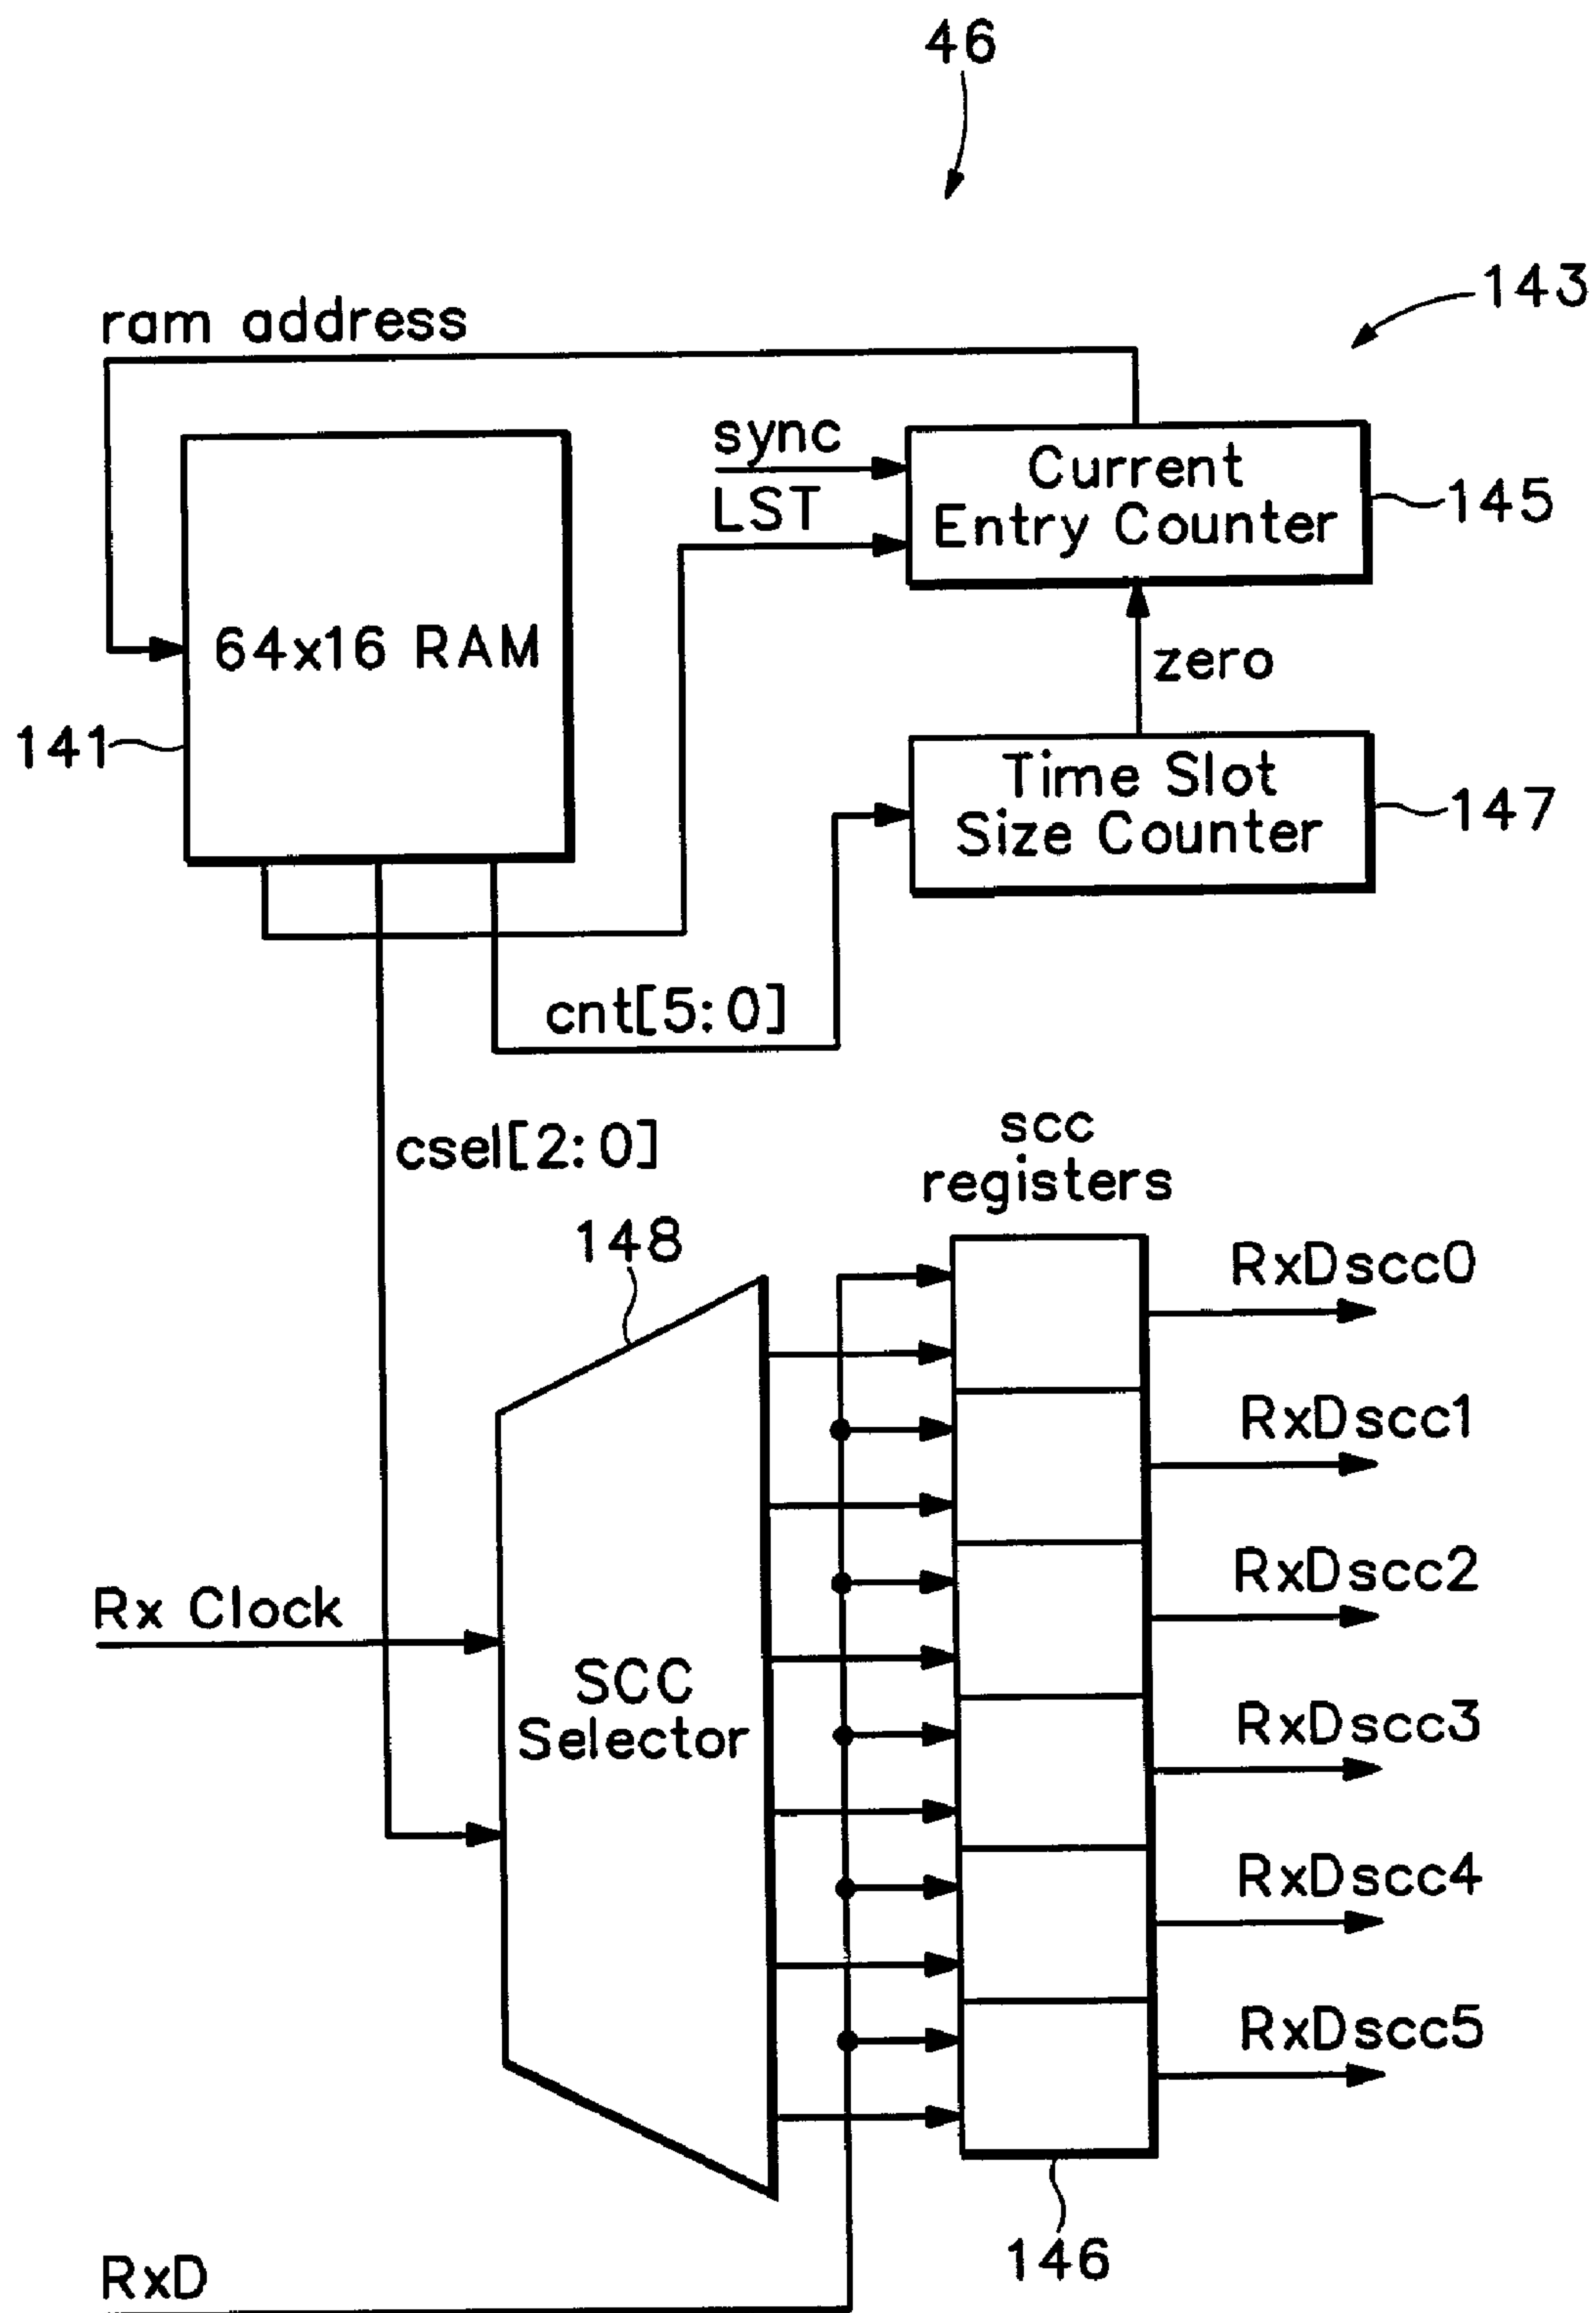 46
143
ram address
sync
LST
Current
Entry Counter
145
64x16 RAM
zero
141
Time Slot
Size Counter
147
cnt[5:0]
csel[2:0]
scc
registers
148
RxDscc0
RxDscc1
RxDscc2
Rx Clock
SCC
Selector
RxDscc3
RxDscc4
RxDscc5
146
RxD